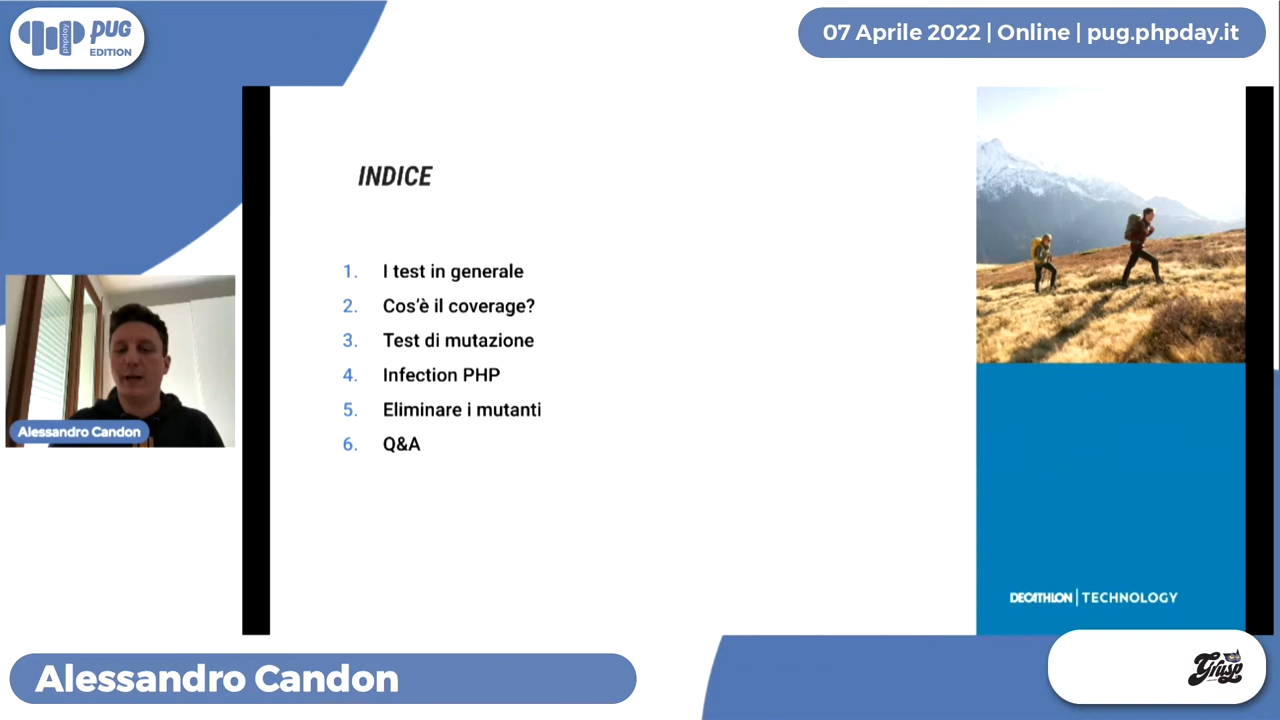 phpday
PUG
EDITION
07 Aprile 2022 | Online | pug.phpday.it
INDICE
1. I test in generale
2. Cos'è il coverage?
3. Test di mutazione
4. Infection PHP
5. Eliminare i mutanti
6. Q&A
Alessandro Candon
DECATHLON | TECHNOLOGY
Alessandro Candon
Grusp